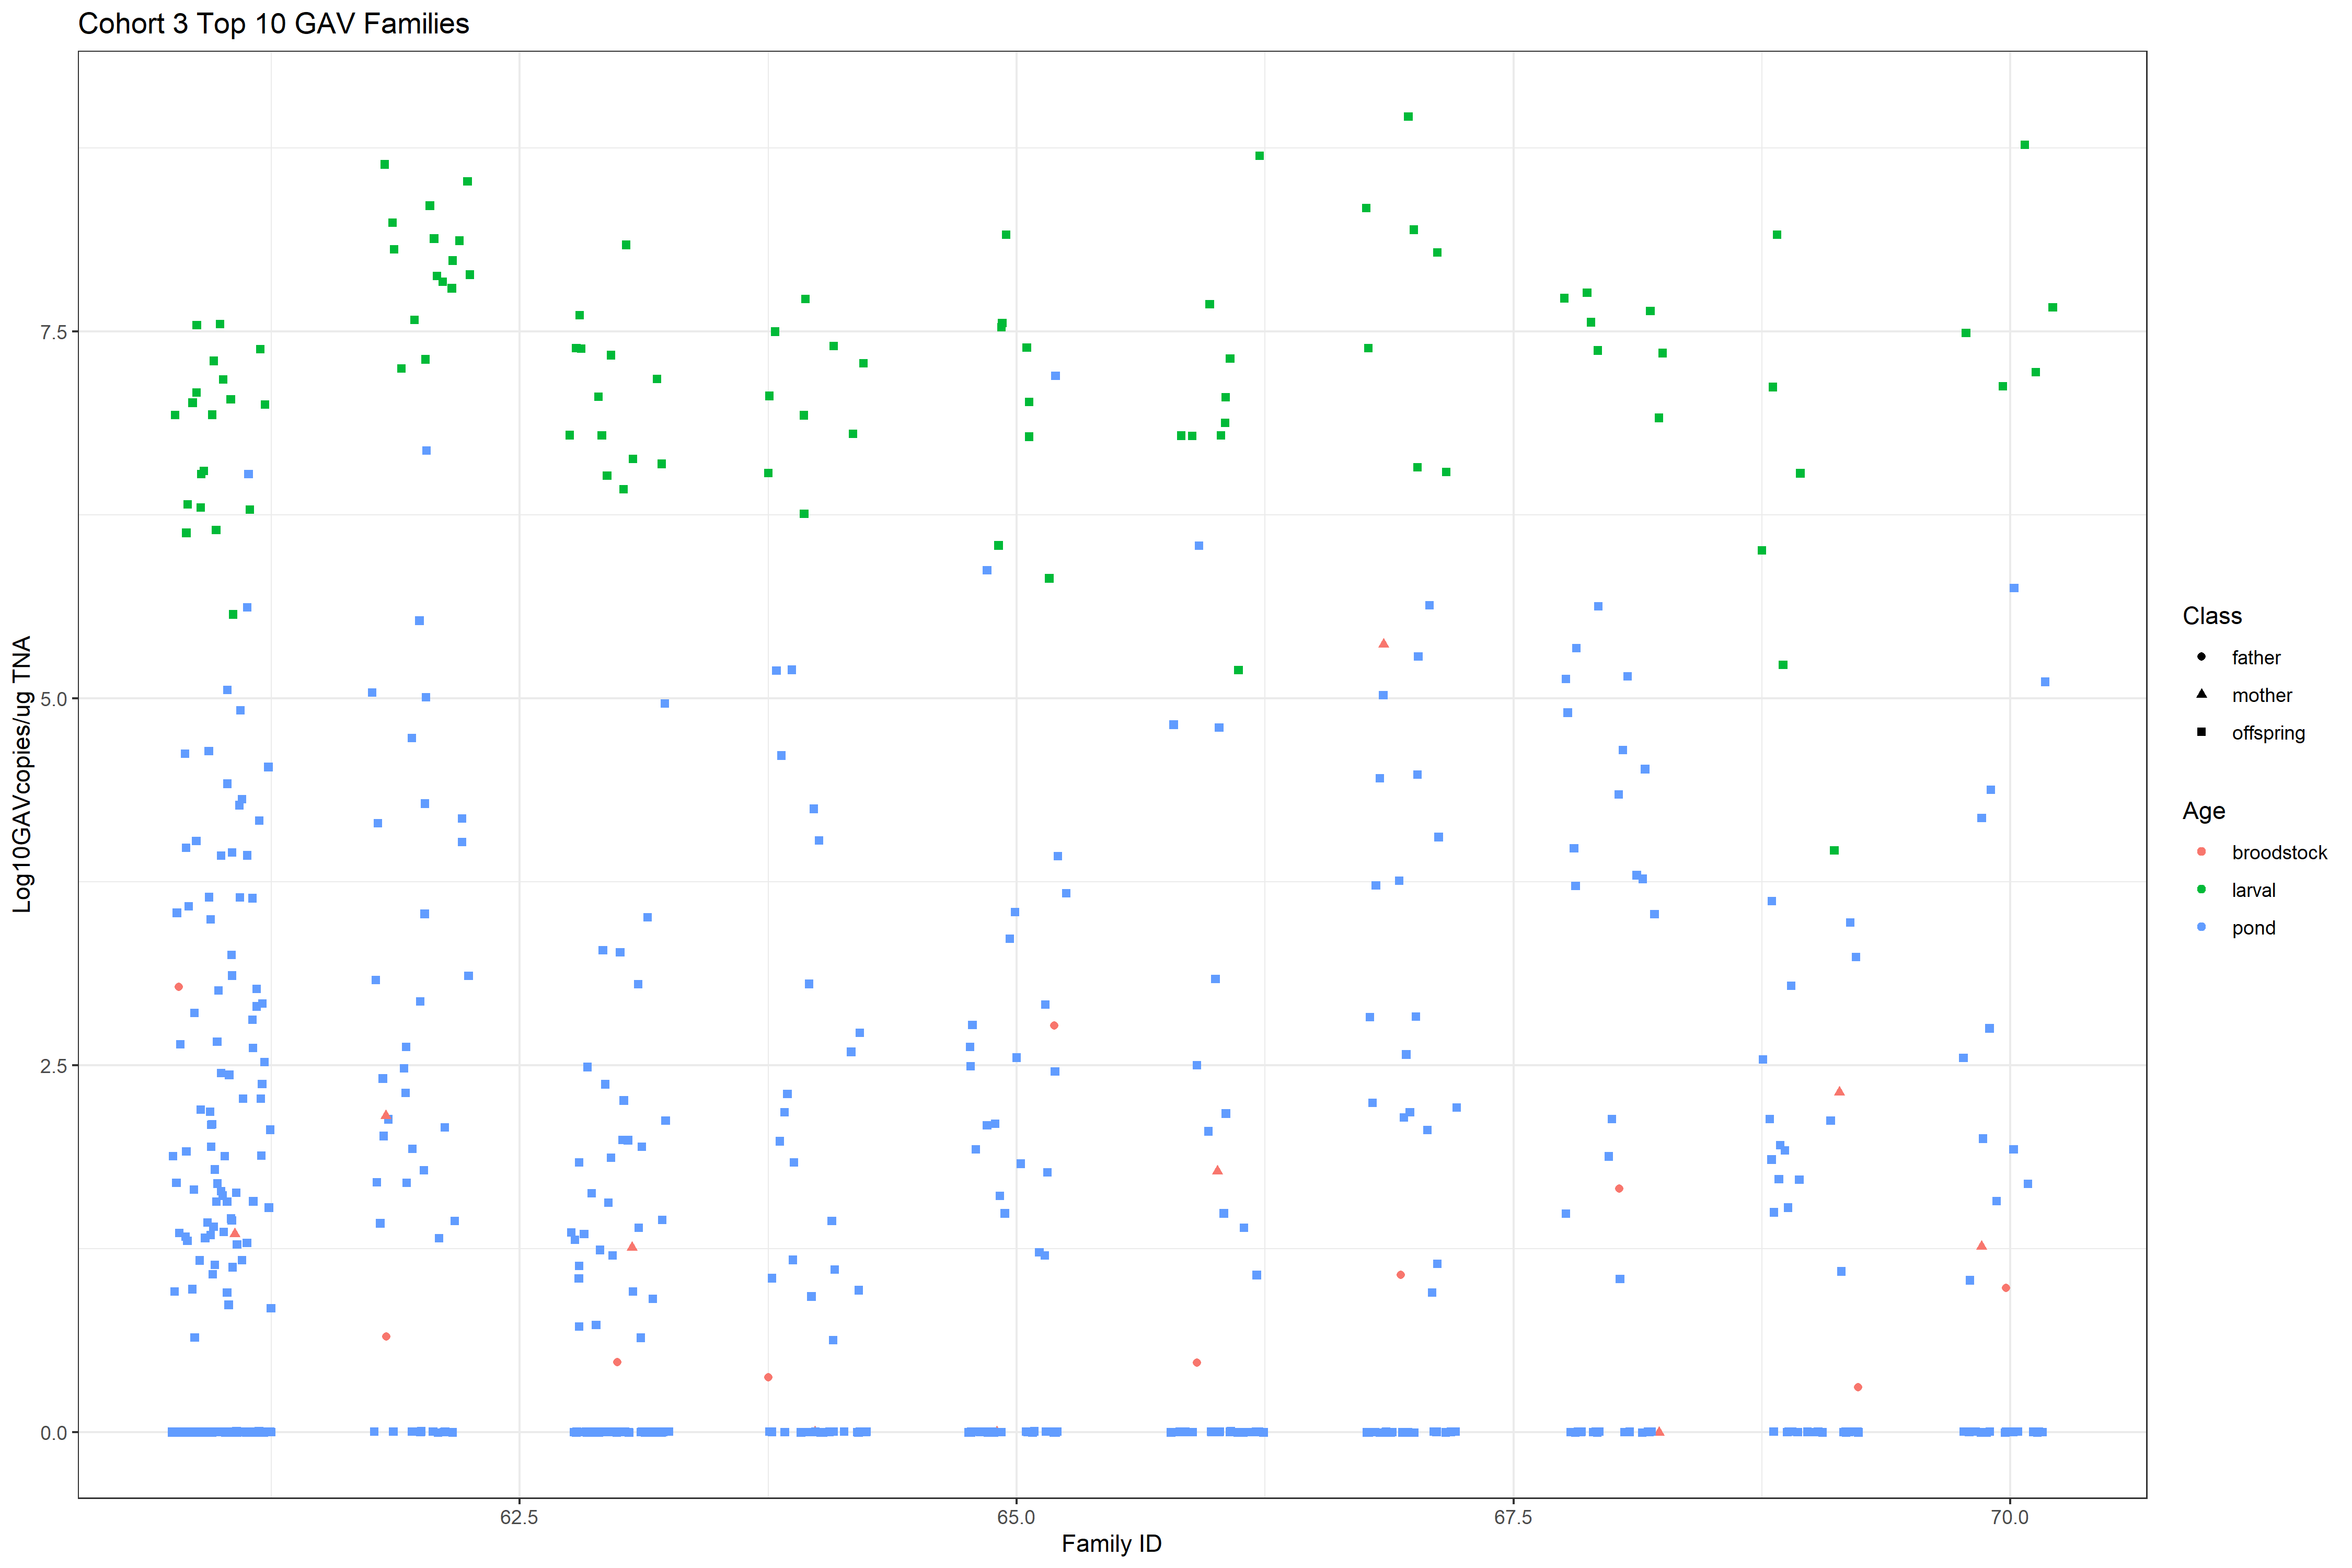 Cohort 3 Top 10 GAV Families
Log10GAVcopies/ug TNA
7.5
5.0
2.5
0.0
62.5
65.0
67.5
70.0
Family ID
Class
father
mother
offspring
Age
broodstock
larval
pond